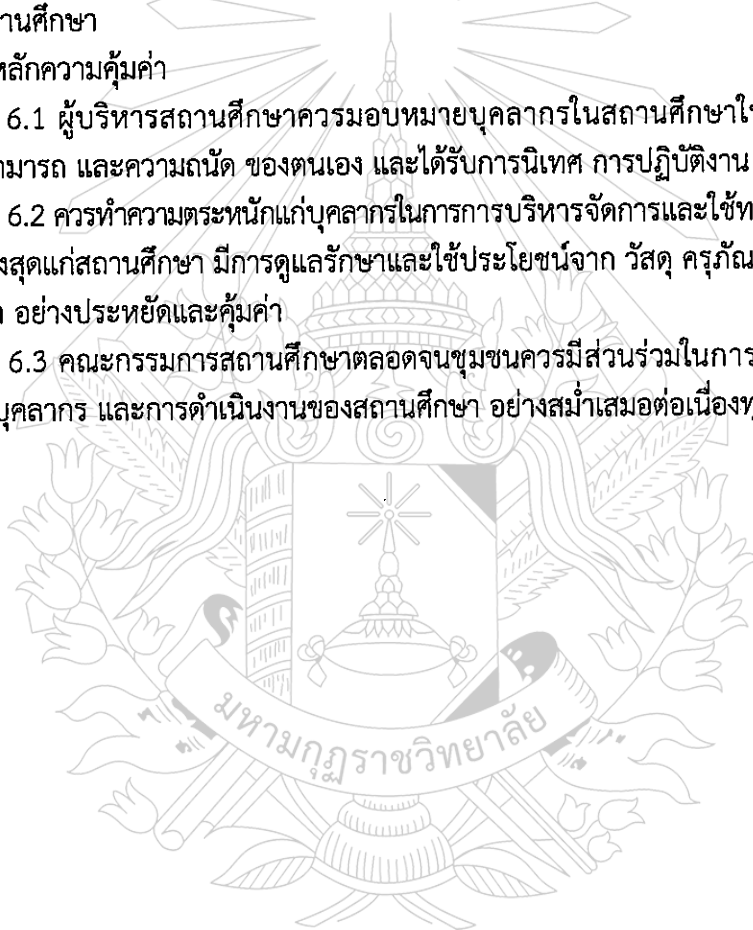 านศึกษา
หลักความคุ้มค่า
6.1 ผู้บริหารสถานศึกษาควรมอบหมายบุคลากรในสถานศึกษาใ
ามารถ และความถนัด ของตนเอง และได้รับการนิเทศ การปฏิบัติงาน
6.2 ควรทำความตระหนักแก่บุคลากรในการการบริหารจัดการและใช้ท
งสุดแก่สถานศึกษา มีการดูแลรักษาและใช้ประโยชน์จาก วัสดุ ครุภัณ
อย่างประหยัดและคุ้มค่า
6.3 คณะกรรมการสถานศึกษาตลอดจนชุมชนควรมีส่วนร่วมในการ
บุคลากร และการดำเนินงานของสถานศึกษา อย่างสม่ำเสมอต่อเนื่อง
มหามกุฏราชวิทยาลัย